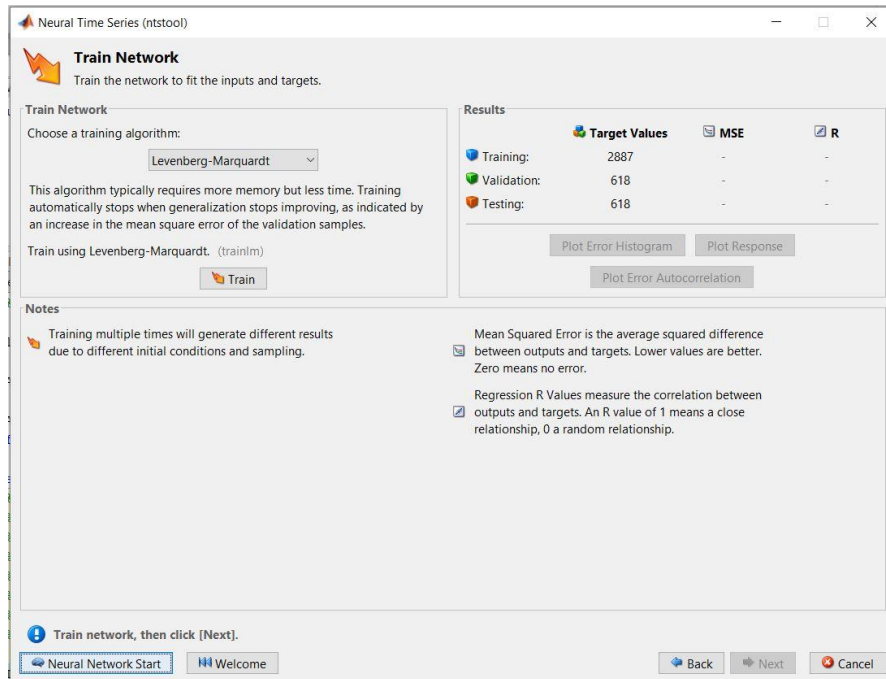 Neural Time Series (ntstool)
Train Network
Train the network to fit the inputs and targets.
Train Network
Choose a training algorithm:
Levenberg-Marquardt
This algorithm typically requires more memory but less time. Training
automatically stops when generalization stops improving, as indicated by
an increase in the mean square error of the validation samples.
Train using Levenberg-Marquardt. (trainlm)
Train
Results
Target Values MSE R
Training: 2887 - -
Validation: 618 - -
Testing: 618 - -
Plot Error Histogram Plot Response
Plot Error Autocorrelation
Notes
Training multiple times will generate different results
due to different initial conditions and sampling.
Mean Squared Error is the average squared difference
between outputs and targets. Lower values are better.
Zero means no error.
Regression R Values measure the correlation between
outputs and targets. An R value of 1 means a close
relationship, 0 a random relationship.
Train network, then click [Next].
Neural Network Start Welcome Back Next Cancel